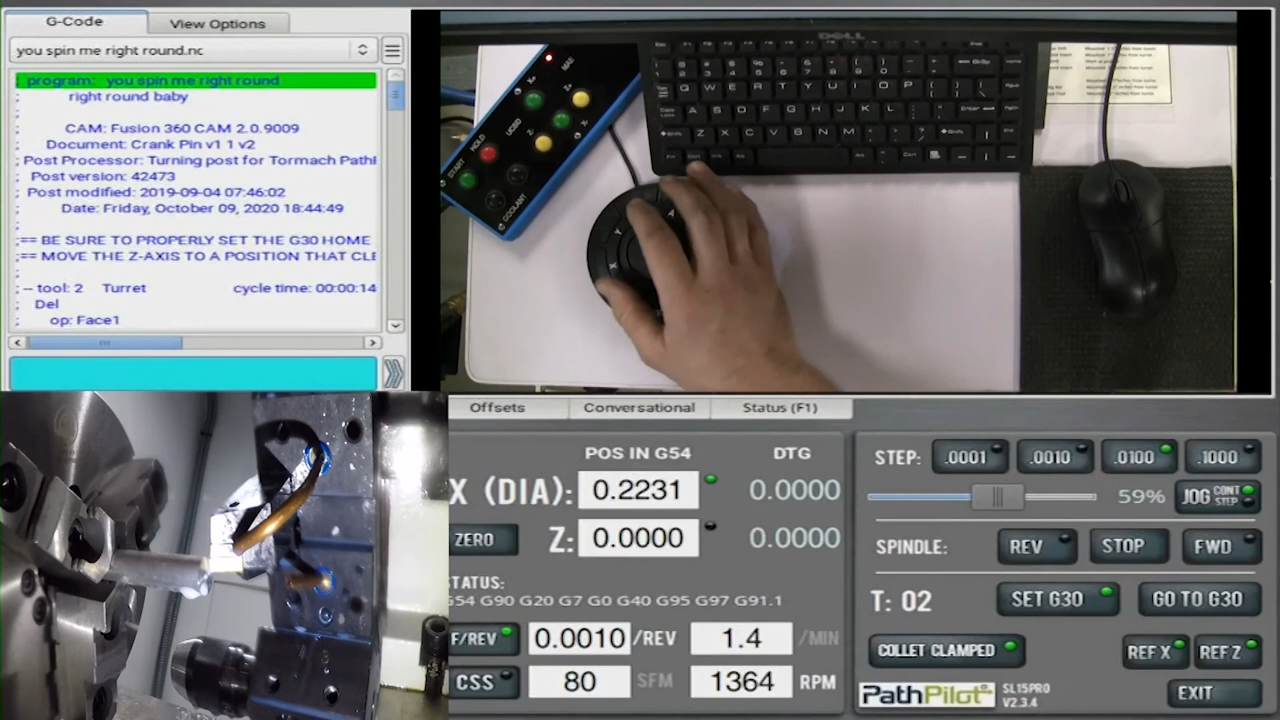 G-Code
View Options
you spin me right round.nc
; program: you spin me right round
; right round baby
;
; CAM: Fusion 360 CAM 2.0.9009
; Document: Crank Pin v1 1 v2
; Post Processor: Turning post for Tormach PathP
; Post version: 42473
; Post modified: 2019-09-04 07:46:02
; Date: Friday, October 09, 2020 18:44:49
;
;== BE SURE TO PROPERLY SET THE G30 HOME
;== MOVE THE Z-AXIS TO A POSITION THAT CLE
;
; -- tool: 2 Turret cycle time: 00:00:14
; Del
; op: Face1
DELL
MAX
START
HOLD
COOLANT
Offsets
Conversational
Status (F1)
POS IN G54
DTG
X (DIA):
0.2231
0.0000
ZERO
Z:
0.0000
0.0000
STATUS:
G54 G90 G20 G7 G0 G40 G95 G97 G91.1
F/REV
0.0010
/REV
1.4
/MIN
CSS
80
SFM
1364
RPM
STEP:
.0001
.0010
.0100
.1000
59%
JOG CONT STEP
SPINDLE:
REV
STOP
FWD
T: 02
SET G30
GO TO G30
COLLET CLAMPED
REF X
REF Z
PathPilot
SL15PRO
V2.3.4
EXIT